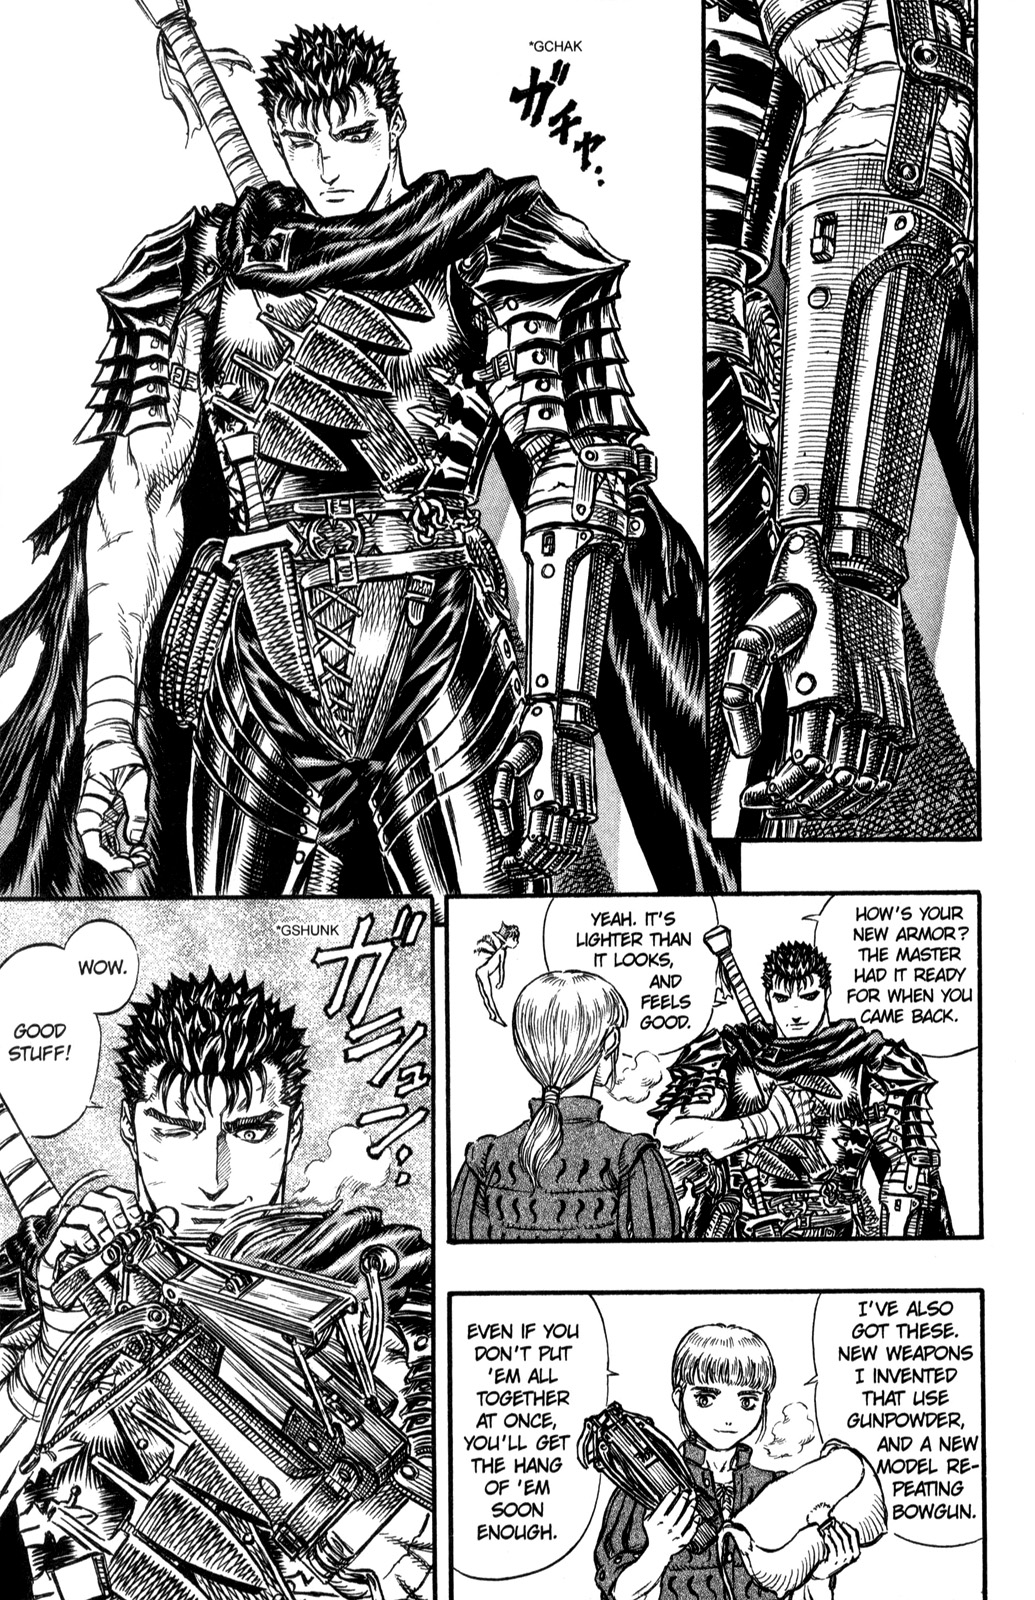 *GCHAK
ガチャ‥
HOW'S YOUR
NEW ARMOR?
THE MASTER
HAD IT READY
FOR WHEN YOU
CAME BACK.
YEAH. IT'S
LIGHTER THAN
IT LOOKS,
AND
FEELS
GOOD.
I'VE ALSO
GOT THESE.
NEW WEAPONS
I INVENTED
THAT USE
GUNPOWDER,
AND A NEW
MODEL RE-
PEATING
BOWGUN.
EVEN IF YOU
DON'T PUT
'EM ALL
TOGETHER
AT ONCE,
YOU'LL GET
THE HANG
OF 'EM
SOON
ENOUGH.
*GSHUNK
ガシュン‥
WOW.
GOOD
STUFF!